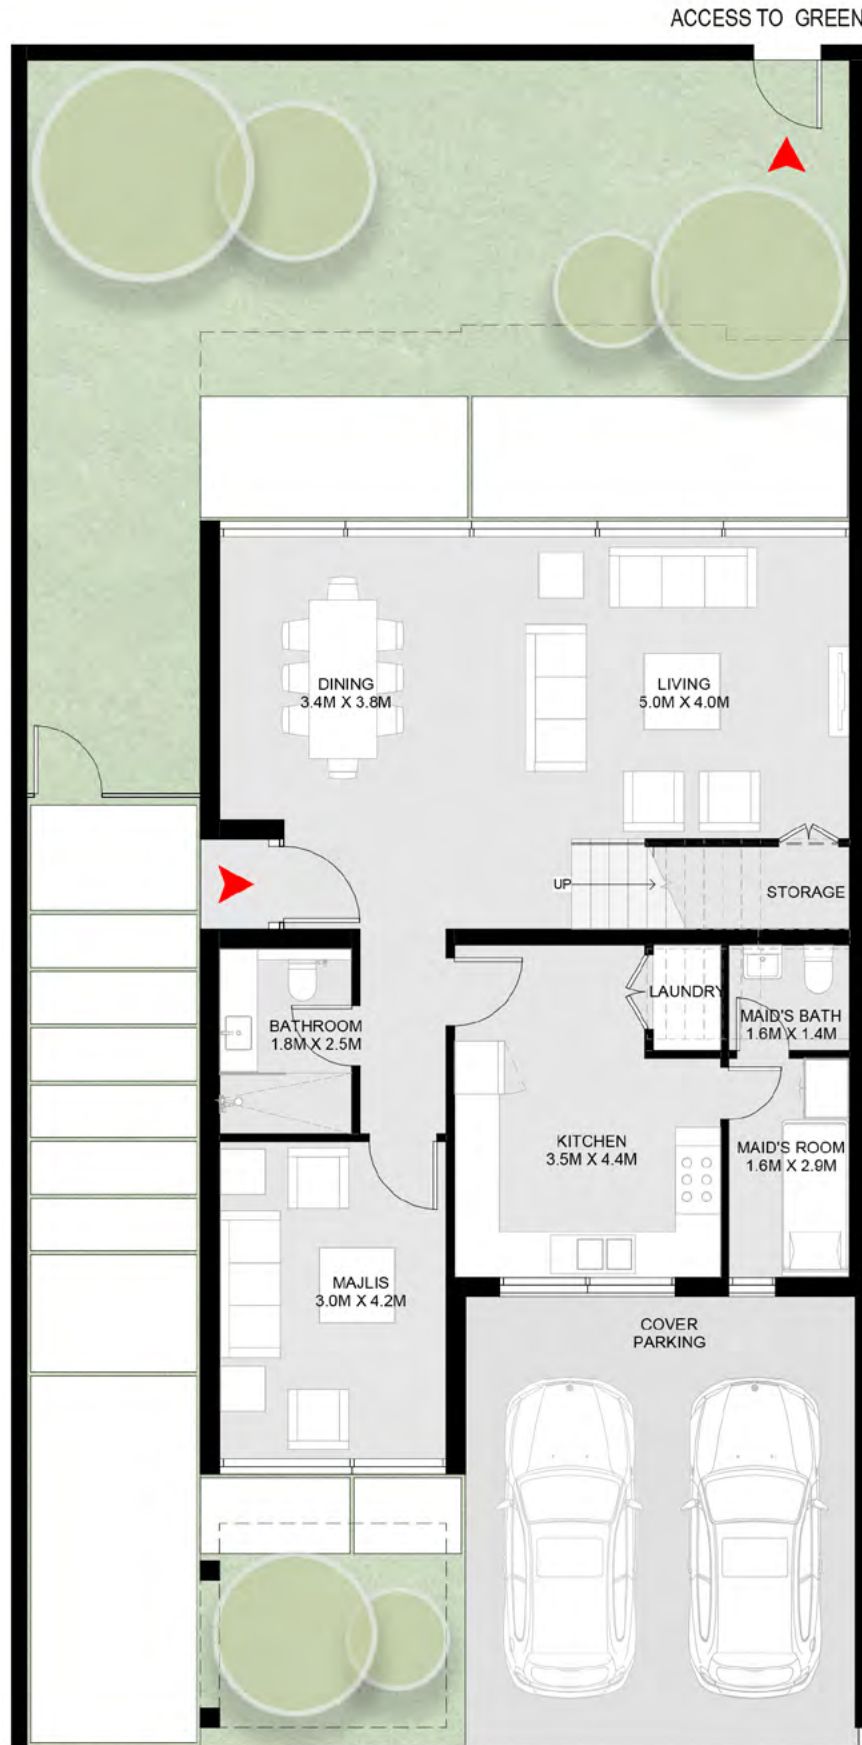 ACCESS TO GREEN
DINING
3.4M X 3.8M
LIVING
5.0M X 4.0M
UP
STORAGE
BATHROOM
1.8M X 2.5M
LAUNDRY
MAID'S BATH
1.6M X 1.4M
KITCHEN
3.5M X 4.4M
MAID'S ROOM
1.6M X 2.9M
MAJLIS
3.0M X 4.2M
COVER
PARKING